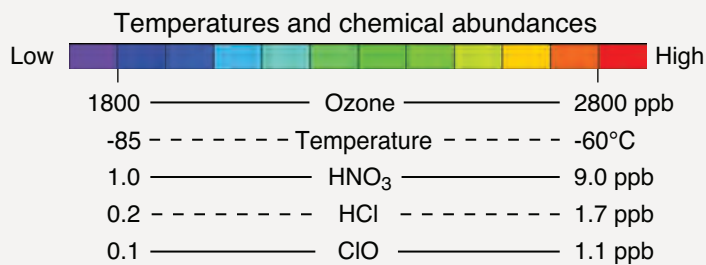 Temperatures and chemical abundances
Low High
1800 Ozone 2800 ppb
-85 Temperature -60°C
1.0 HNO₃ 9.0 ppb
0.2 HCl 1.7 ppb
0.1 ClO 1.1 ppb